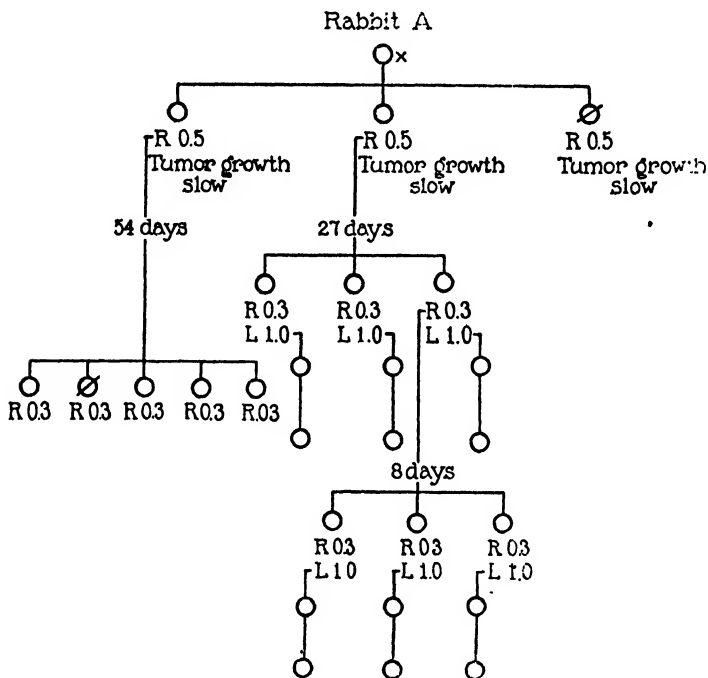 Rabbit A
x
R 0.5
Tumor growth
slow
R 0.5
Tumor growth
slow
R 0.5
Tumor growth
slow
54 days
27 days
R 0.3
L 1.0
R 0.3
L 1.0
R 0.3
L 1.0
R 0.3
R 0.3
R 0.3
R 0.3
R 0.3
8 days
R 0.3
L 1.0
R 0.3
L 1.0
R 0.3
L 1.0